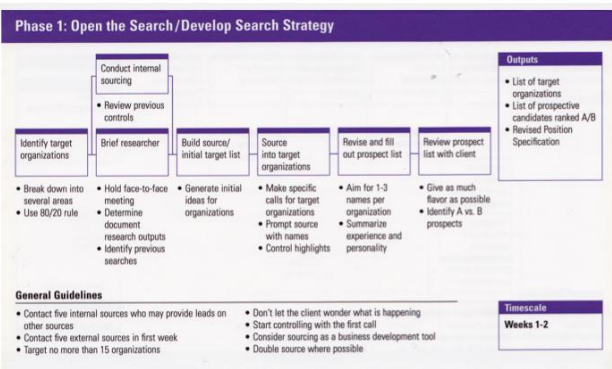 Phase 1: Open the Search/Develop Search Strategy
Conduct internal
sourcing
• Review previous
controls
Identify target
organizations
• Break down into
several areas
• Use 80/20 rule
Brief researcher
• Hold face-to-face
meeting
• Determine
document
research outputs
• Identify previous
searches
Build source/
initial target list
• Generate initial
ideas for
organizations
Source
into target
organizations
• Make specific
calls for target
organizations
• Prompt source
with names
• Control highlights
Revise and fill
out prospect list
• Aim for 1-3
names per
organization
• Summarize
experience and
personality
Review prospect
list with client
• Give as much
flavor as possible
• Identify A vs. B
prospects
Outputs
• List of target
organizations
• List of prospective
candidates ranked A/B
• Revised Position
Specification
General Guidelines
• Contact five internal sources who may provide leads on
other sources
• Contact five external sources in first week
• Target no more than 15 organizations
• Don't let the client wonder what is happening
• Start controlling with the first call
• Consider sourcing as a business development tool
• Double source where possible
Timescale
Weeks 1-2